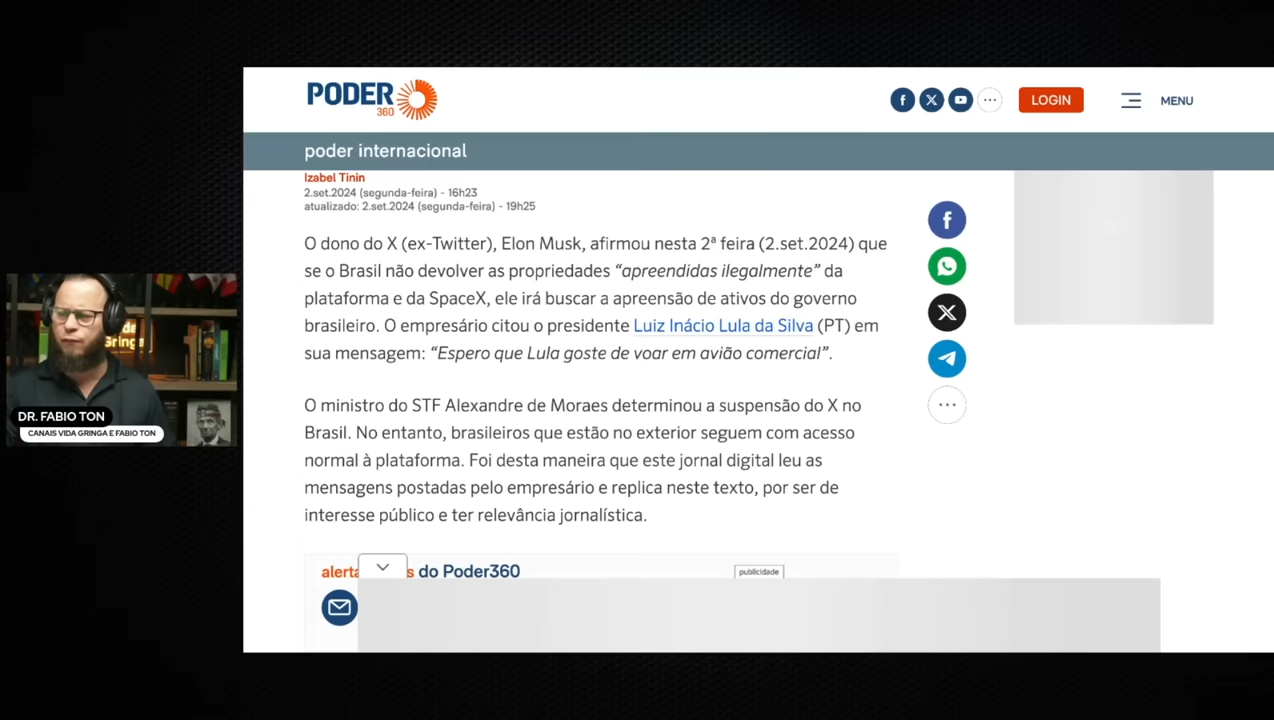 PODER
360
LOGIN
MENU
poder internacional
Izabel Tinin
2.set.2024 (segunda-feira) - 16h23
atualizado: 2.set.2024 (segunda-feira) - 19h25
O dono do X (ex-Twitter), Elon Musk, afirmou nesta 2ª feira (2.set.2024) que
se o Brasil não devolver as propriedades “apreendidas ilegalmente” da
plataforma e da SpaceX, ele irá buscar a apreensão de ativos do governo
brasileiro. O empresário citou o presidente Luiz Inácio Lula da Silva (PT) em
sua mensagem: “Espero que Lula goste de voar em avião comercial”.
O ministro do STF Alexandre de Moraes determinou a suspensão do X no
Brasil. No entanto, brasileiros que estão no exterior seguem com acesso
normal à plataforma. Foi desta maneira que este jornal digital leu as
mensagens postadas pelo empresário e replica neste texto, por ser de
interesse público e ter relevância jornalística.
alerta s do Poder360
publicidade
da
Gringa
DR. FABIO TON
CANAIS VIDA GRINGA E FABIO TON